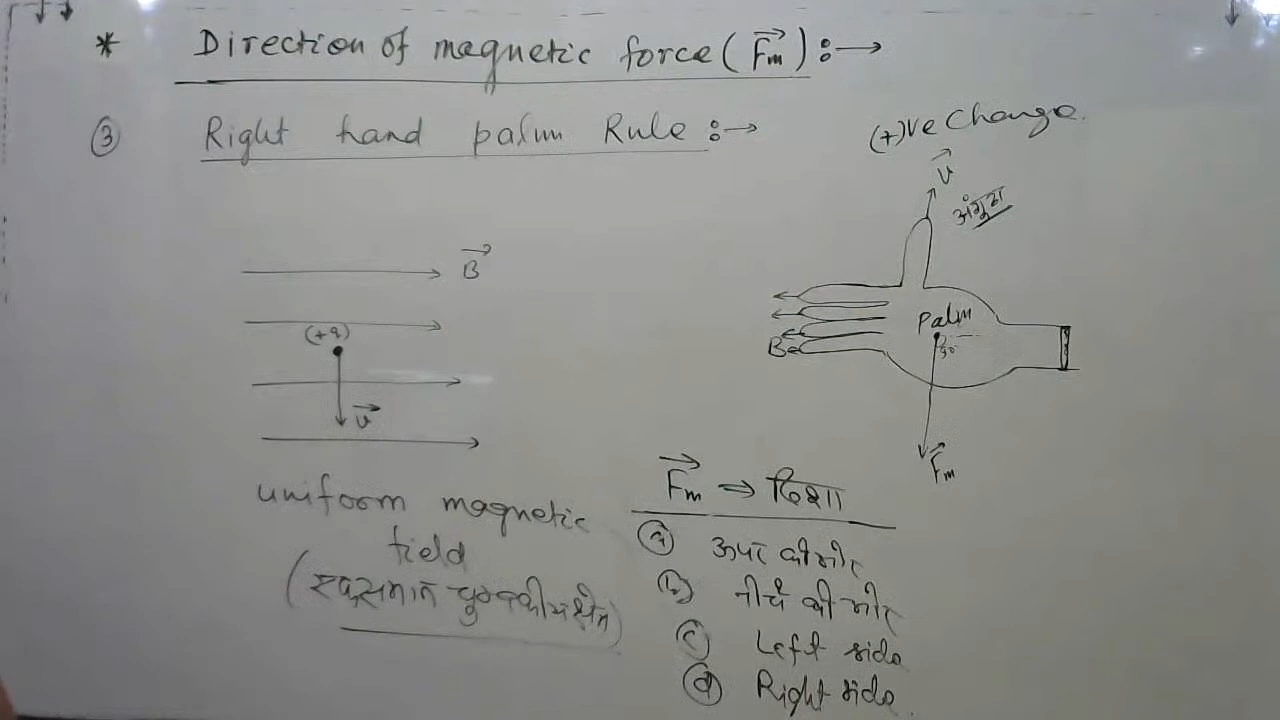 * Direction of magnetic force (F⃗m) :→
③ Right hand palm Rule :→
(+)ve Change.
V⃗
अंगुठा
B⃗
(+q)
V⃗
Palm
90°
B
F⃗m
uniform magnetic
field
(एकसमान चुम्बकीय क्षेत्र)
F⃗m ⇒ दिशा
(a) ऊपर की ओर
(b) नीचे की ओर
(c) Left side
(d) Right side.